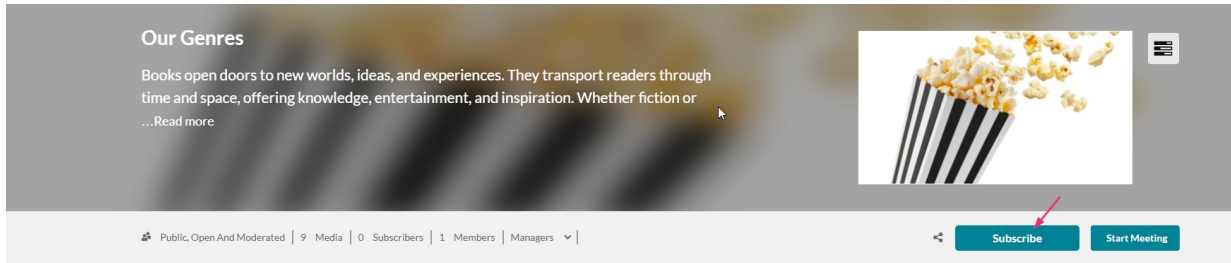 Our Genres
Books open doors to new worlds, ideas, and experiences. They transport readers through
time and space, offering knowledge, entertainment, and inspiration. Whether fiction or
...Read more
Public, Open And Moderated | 9 Media | 0 Subscribers | 1 Members | Managers |
Subscribe
Start Meeting